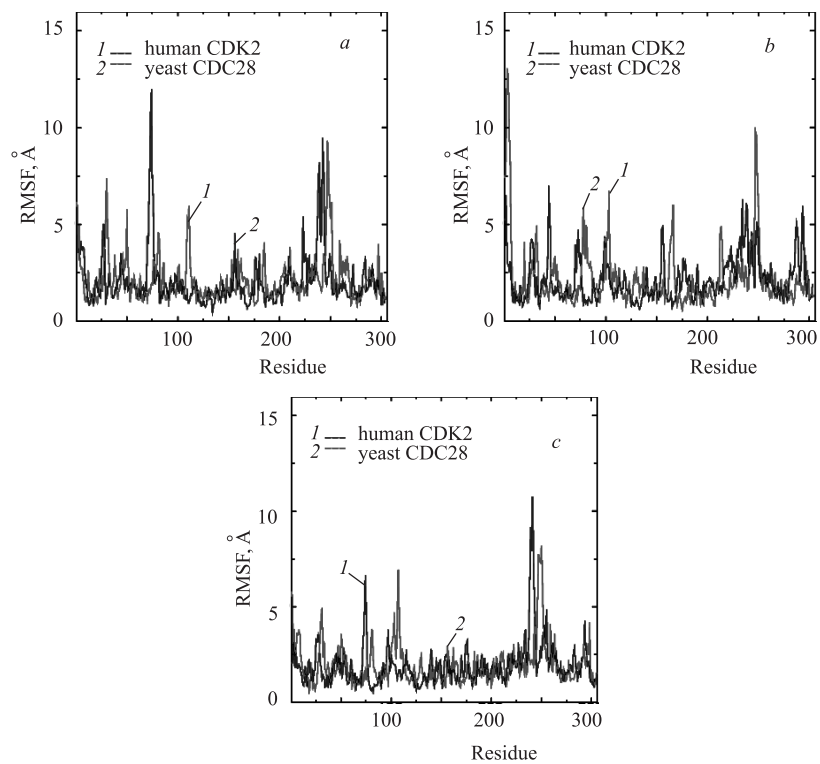 15
1 human CDK2 a
2 yeast CDC28
10
RMSF, Å
1
5
2
0
100 200 300
Residue
15
1 human CDK2
2 yeast CDC28 b
10
RMSF, Å
2 1
5
0
100 200 300
Residue
15
1 human CDK2 c
2 yeast CDC28
10
RMSF, Å
1
5
2
0
100 200 300
Residue